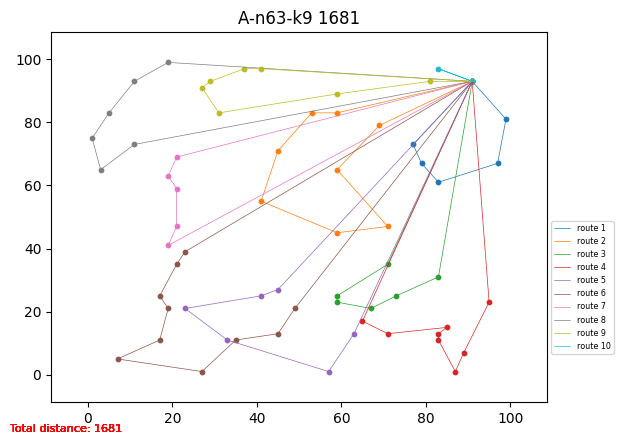 A-n63-k9 1681
100
80
60
40
20
0
0 20 40 60 80 100
route 1
route 2
route 3
route 4
route 5
route 6
route 7
route 8
route 9
route 10
Total distance: 1681